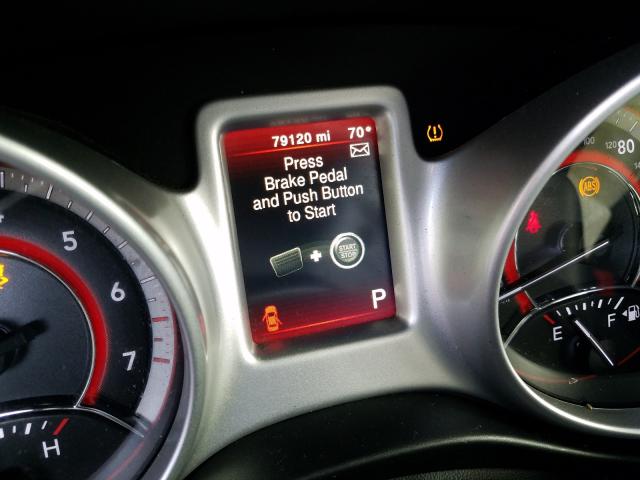 79120 mi 70°
Press
Brake Pedal
and Push Button
to Start
START
STOP
P
5
6
7
H
100
120
80
ABS
E
F